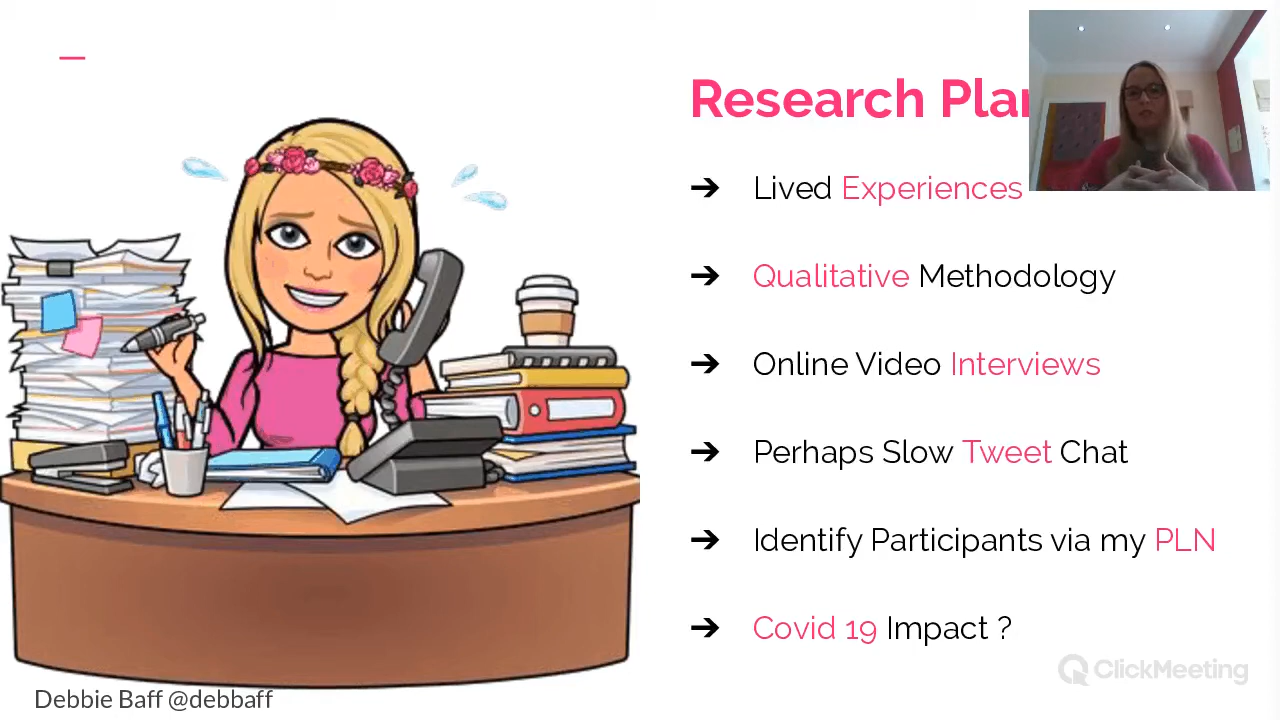 Research Plan
Lived Experiences
Qualitative Methodology
Online Video Interviews
Perhaps Slow Tweet Chat
Identify Participants via my PLN
Covid 19 Impact ?
ClickMeeting
Debbie Baff @debbaff